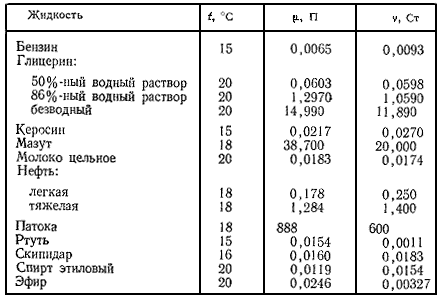 Жидкость t, °С μ, П ν, Ст
Бензин 15 0,0065 0,0093
Глицерин:
50%-ный водный раствор 20 0,0603 0,0598
86%-ный водный раствор 20 1,2970 1,0590
безводный 20 14,990 11,890
Керосин 15 0,0217 0,0270
Мазут 18 38,700 20,000
Молоко цельное 20 0,0183 0,0174
Нефть:
легкая 18 0,178 0,250
тяжелая 18 1,284 1,400
Патока 18 888 600
Ртуть 15 0,0154 0,0011
Скипидар 16 0,0160 0,0183
Спирт этиловый 20 0,0119 0,0154
Эфир 20 0,0246 0,00327